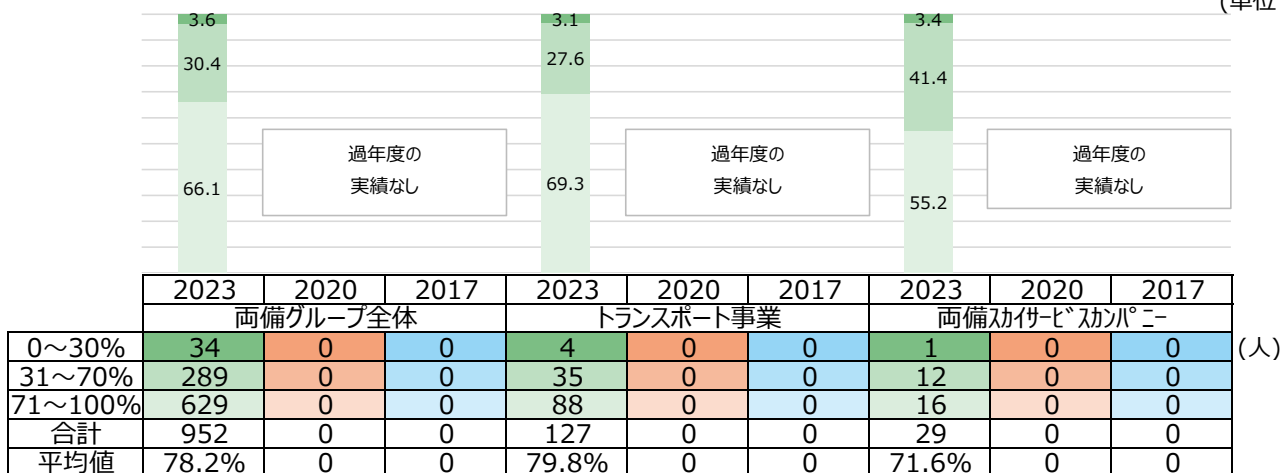 (単位
3.6 3.1 3.4
30.4 27.6 41.4
66.1 69.3 55.2
過年度の 過年度の 過年度の
実績なし 実績なし 実績なし
2023 2020 2017 2023 2020 2017 2023 2020 2017
両備グループ全体 トランスポート事業 両備スカイサービスカンパニー
0～30% 34 0 0 4 0 0 1 0 0 (人)
31～70% 289 0 0 35 0 0 12 0 0
71～100% 629 0 0 88 0 0 16 0 0
合計 952 0 0 127 0 0 29 0 0
平均値 78.2% 0 0 79.8% 0 0 71.6% 0 0